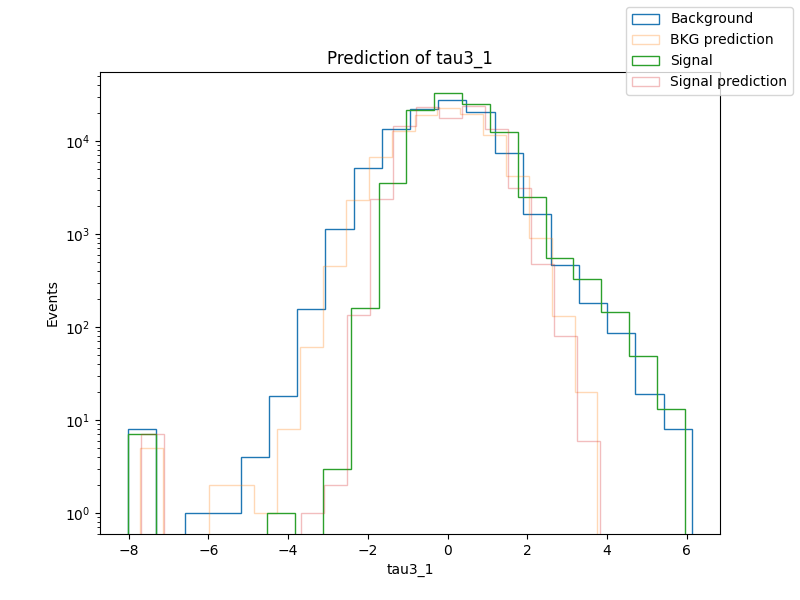 Prediction of tau3_1
Background
BKG prediction
Signal
Signal prediction
Events
10⁴
10³
10²
10¹
10⁰
−8 −6 −4 −2 0 2 4 6
tau3_1